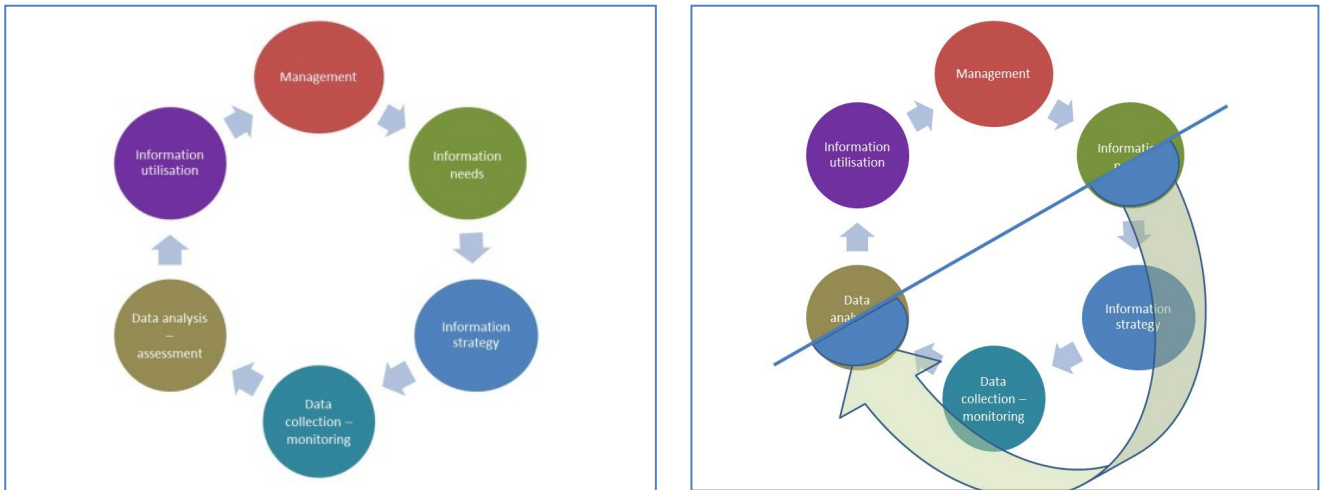 Management
Information
needs
Information
strategy
Data
collection –
monitoring
Data analysis
–
assessment
Information
utilisation
Management
Information
strategy
Data
collection –
monitoring
Data
Information
utilisation